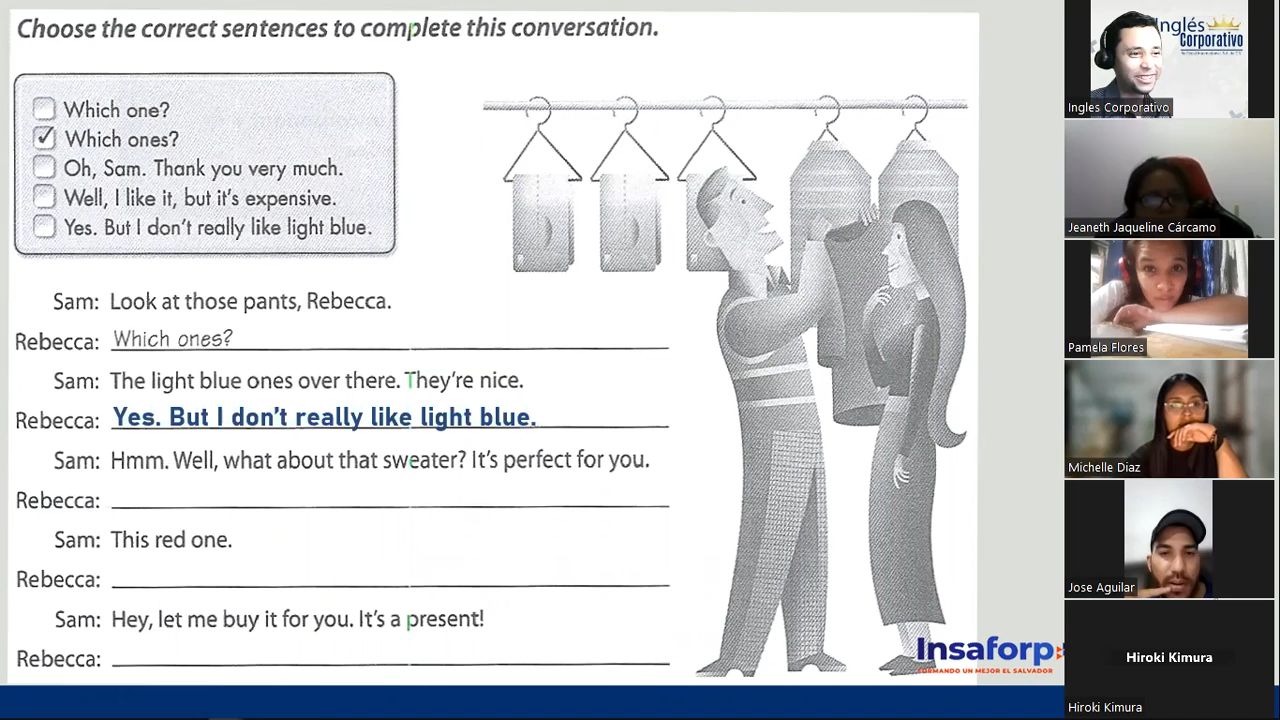 Choose the correct sentences to complete this conversation.
Which one?
Which ones?
Oh, Sam. Thank you very much.
Well, I like it, but it's expensive.
Yes. But I don't really like light blue.
Sam: Look at those pants, Rebecca.
Rebecca: Which ones?
Sam: The light blue ones over there. They're nice.
Rebecca: Yes. But I don't really like light blue.
Sam: Hmm. Well, what about that sweater? It's perfect for you.
Rebecca:
Sam: This red one.
Rebecca:
Sam: Hey, let me buy it for you. It's a present!
Rebecca:
Insaforp
FORMANDO UN MEJOR EL SALVADOR
Inglés
Corporativo
Ingles Corporativo
Jeaneth Jaqueline Cárcamo
Pamela Flores
Michelle Diaz
Jose Aguilar
Hiroki Kimura
Hiroki Kimura